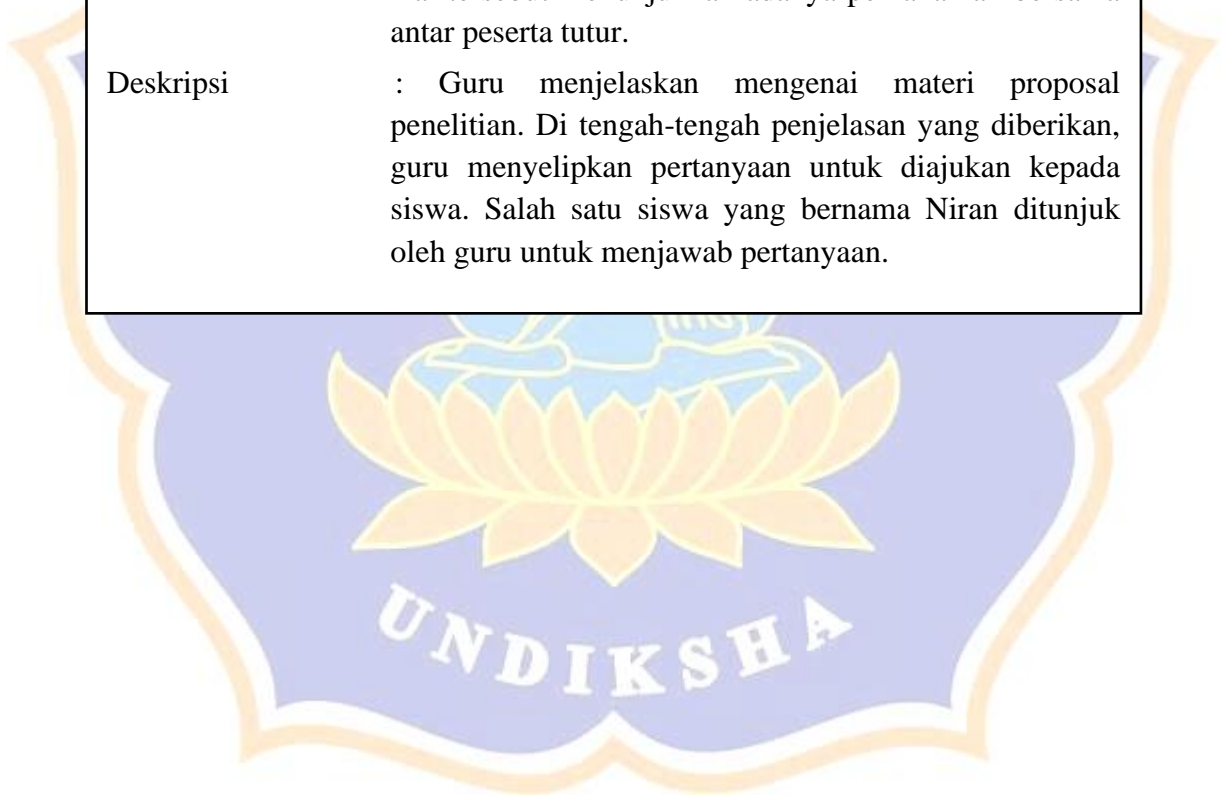 antar peserta tutur.
Deskripsi : Guru menjelaskan mengenai materi proposal
penelitian. Di tengah-tengah penjelasan yang diberikan,
guru menyelipkan pertanyaan untuk diajukan kepada
siswa. Salah satu siswa yang bernama Niran ditunjuk
oleh guru untuk menjawab pertanyaan.
UNDIKSHA